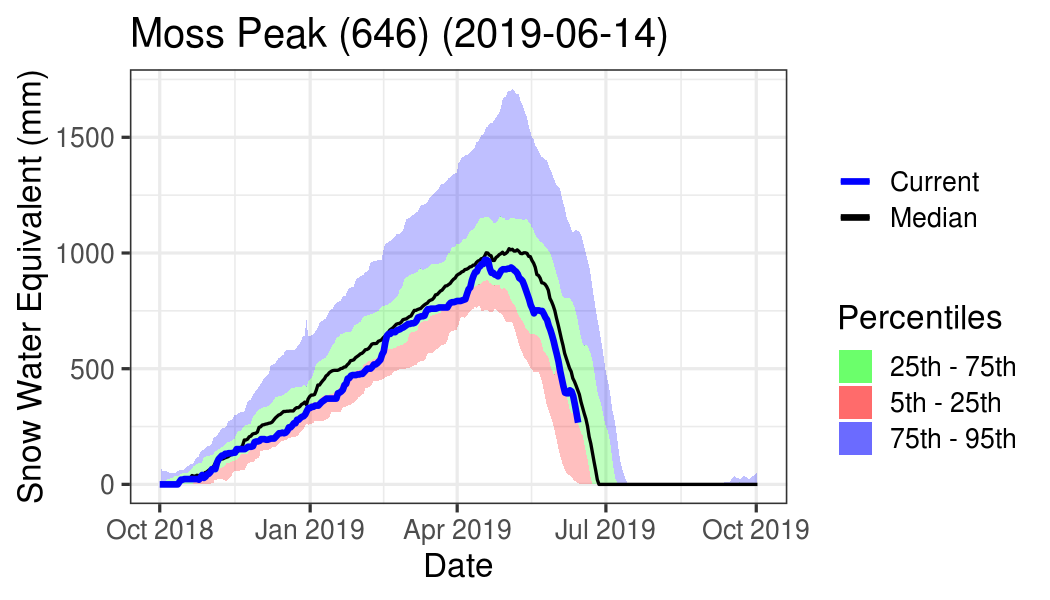 Moss Peak (646) (2019-06-14)
Snow Water Equivalent (mm)
1500
1000
500
0
Oct 2018
Jan 2019
Apr 2019
Jul 2019
Oct 2019
Date
Current
Median
Percentiles
25th - 75th
5th - 25th
75th - 95th